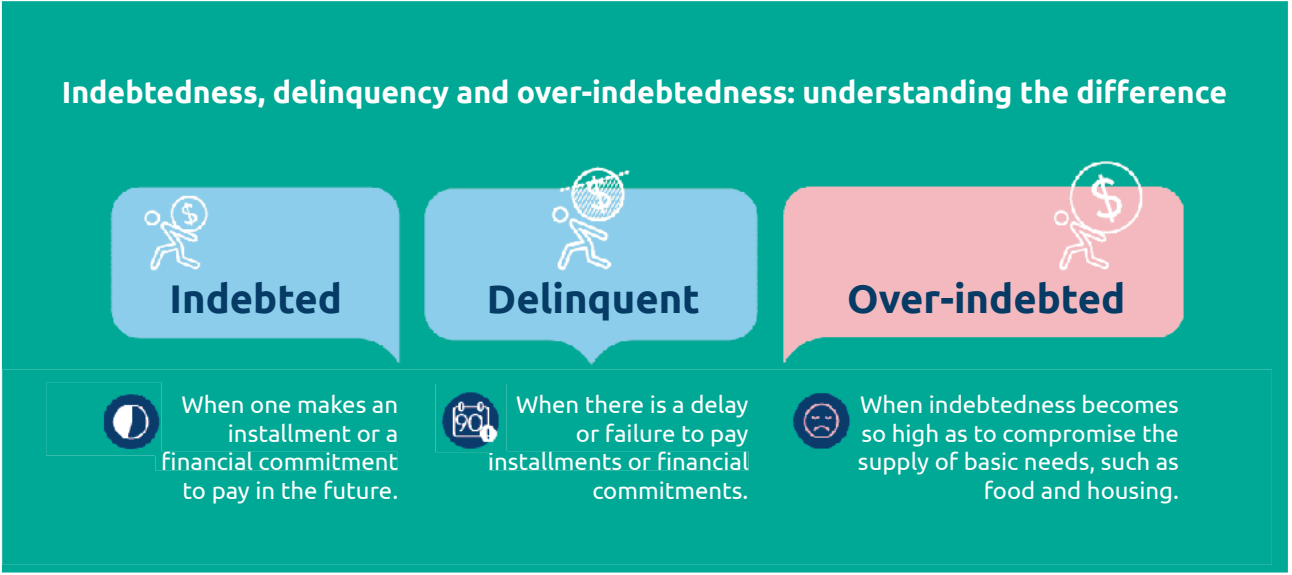 Indebtedness, delinquency and over-indebtedness: understanding the difference
$
Indebted
When one makes an
installment or a
financial commitment
to pay in the future.
$
Delinquent
90
!
When there is a delay
or failure to pay
installments or financial
commitments.
$
Over-indebted
When indebtedness becomes
so high as to compromise the
supply of basic needs, such as
food and housing.